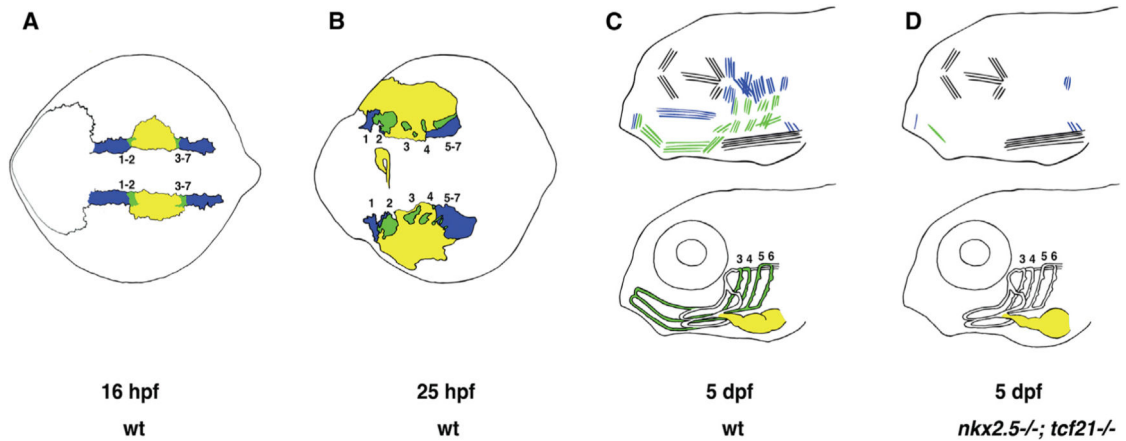 A
B
C
D
1-2
3-7
1-2
3-7
1
2
3
4
5-7
1
2
3
4
5-7
3 4 5 6
3 4 5 6
16 hpf
25 hpf
5 dpf
5 dpf
wt
wt
wt
nkx2.5-/-; tcf21-/-